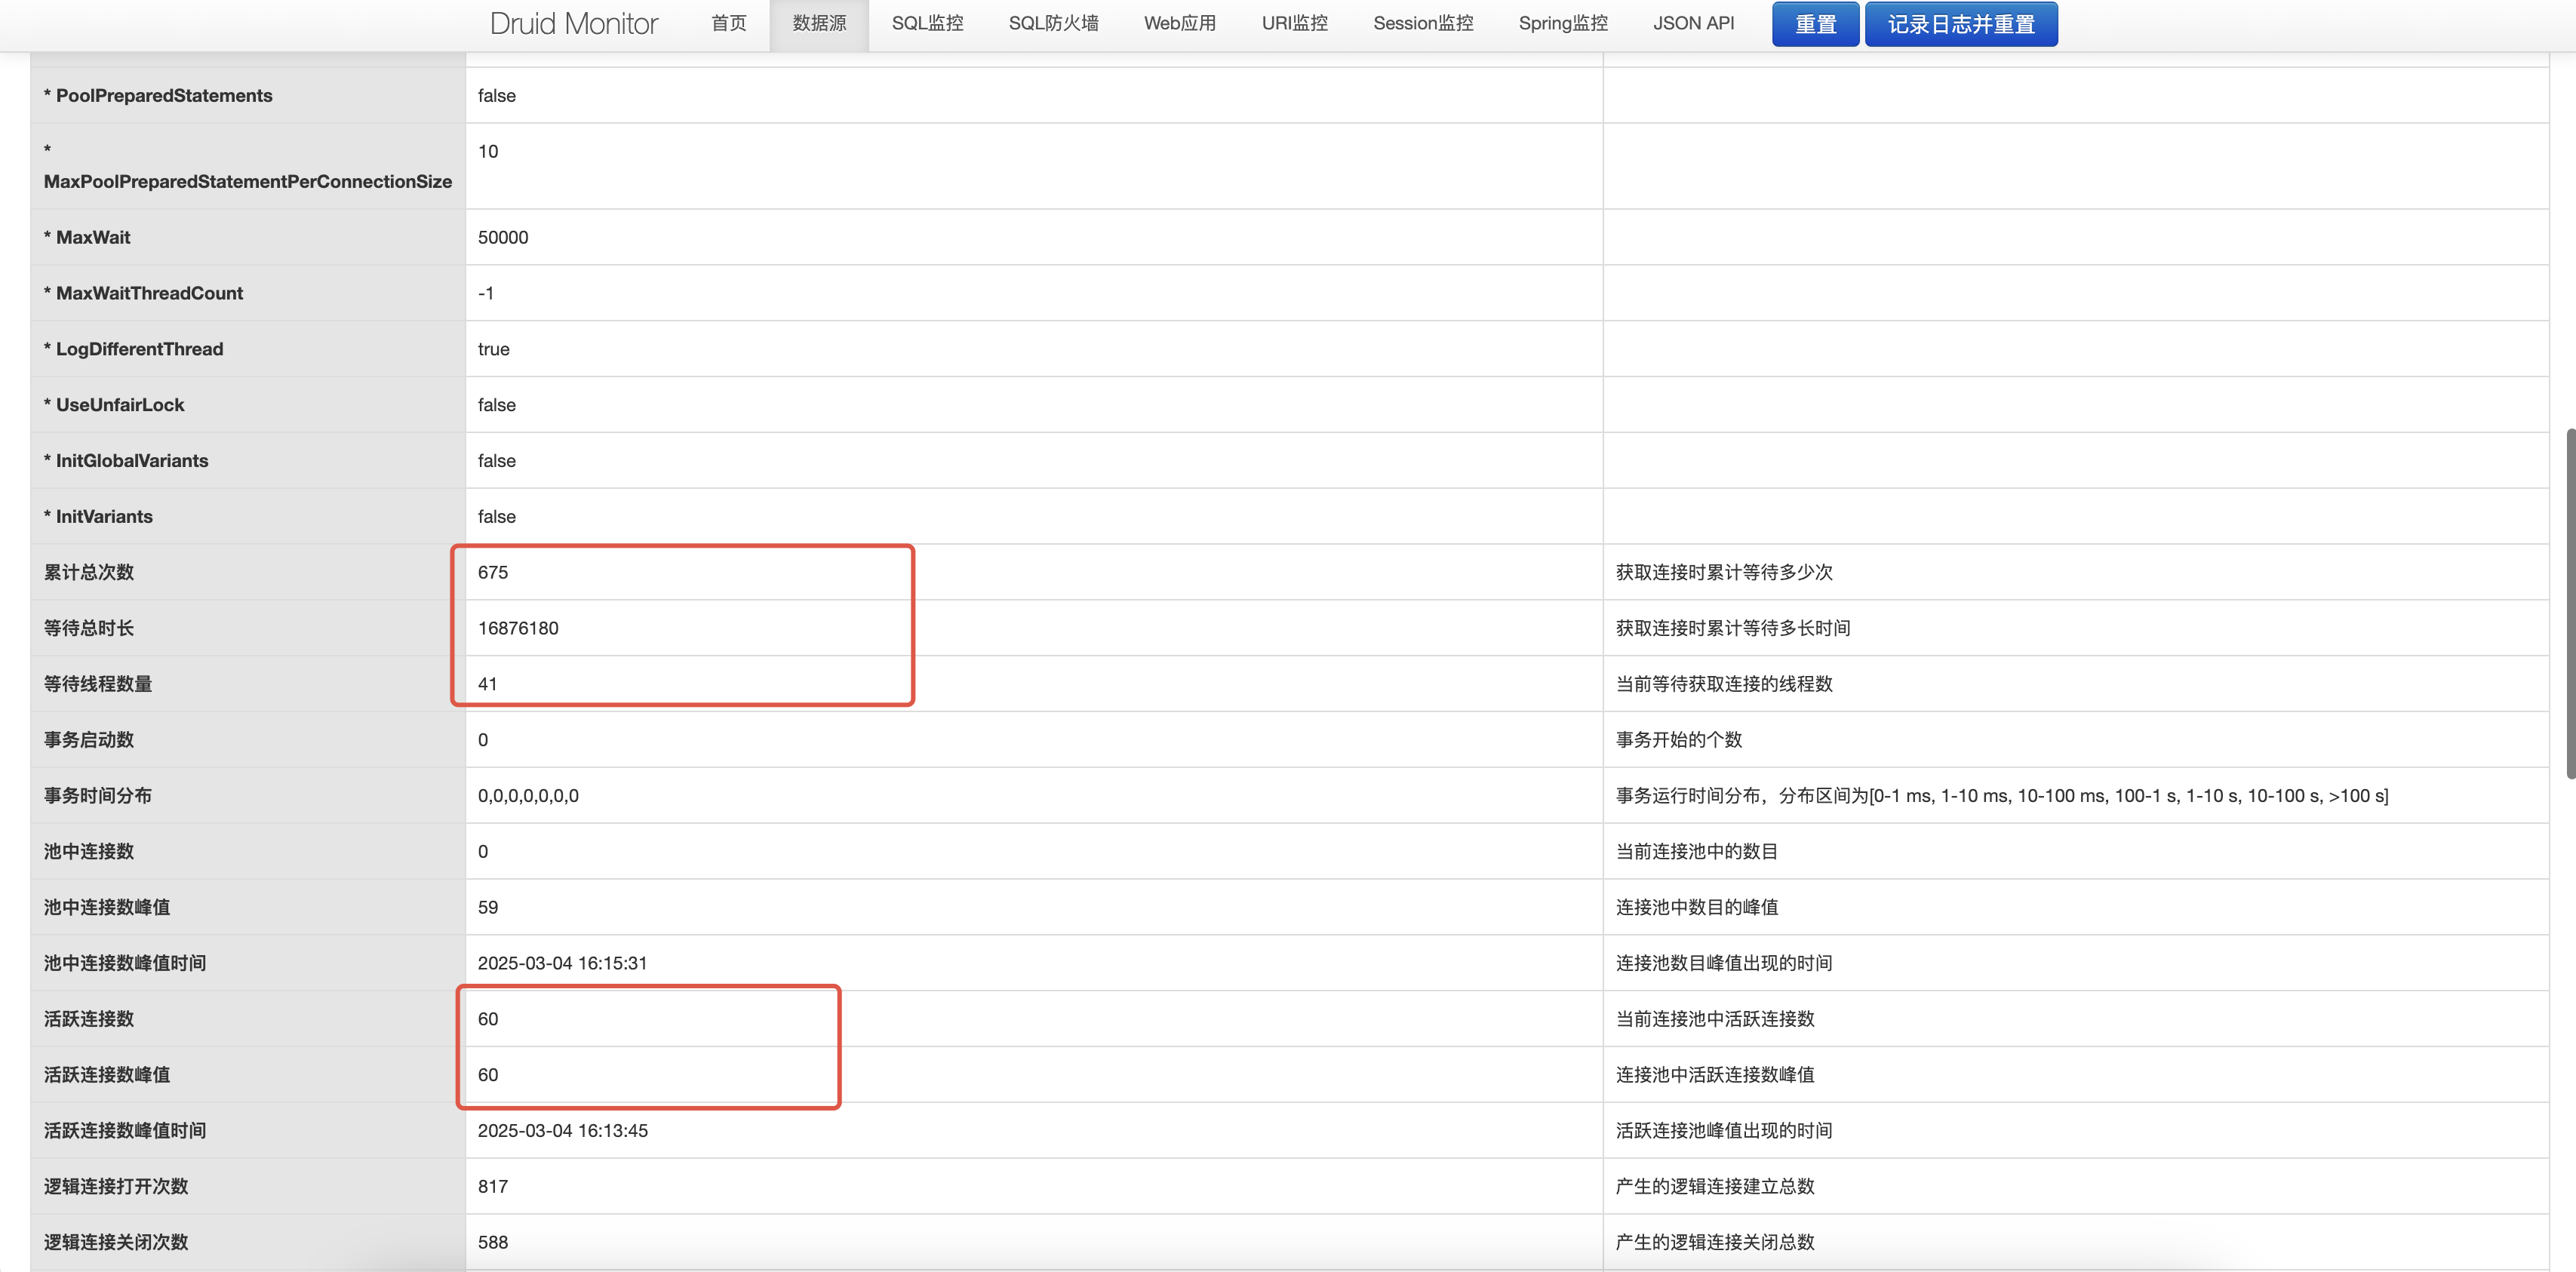 Druid Monitor 首页 数据源 SQL监控 SQL防火墙 Web应用 URI监控 Session监控 Spring监控 JSON API 重置 记录日志并重置
* PoolPreparedStatements false
* 10
MaxPoolPreparedStatementPerConnectionSize
* MaxWait 50000
* MaxWaitThreadCount -1
* LogDifferentThread true
* UseUnfairLock false
* InitGlobalVariants false
* InitVariants false
累计总次数 675 获取连接时累计等待多少次
等待总时长 16876180 获取连接时累计等待多长时间
等待线程数量 41 当前等待获取连接的线程数
事务启动数 0 事务开始的个数
事务时间分布 0,0,0,0,0,0,0 事务运行时间分布，分布区间为[0-1 ms, 1-10 ms, 10-100 ms, 100-1 s, 1-10 s, 10-100 s, >100 s]
池中连接数 0 当前连接池中的数目
池中连接数峰值 59 连接池中数目的峰值
池中连接数峰值时间 2025-03-04 16:15:31 连接池数目峰值出现的时间
活跃连接数 60 当前连接池中活跃连接数
活跃连接数峰值 60 连接池中活跃连接数峰值
活跃连接数峰值时间 2025-03-04 16:13:45 活跃连接池峰值出现的时间
逻辑连接打开次数 817 产生的逻辑连接建立总数
逻辑连接关闭次数 588 产生的逻辑连接关闭总数